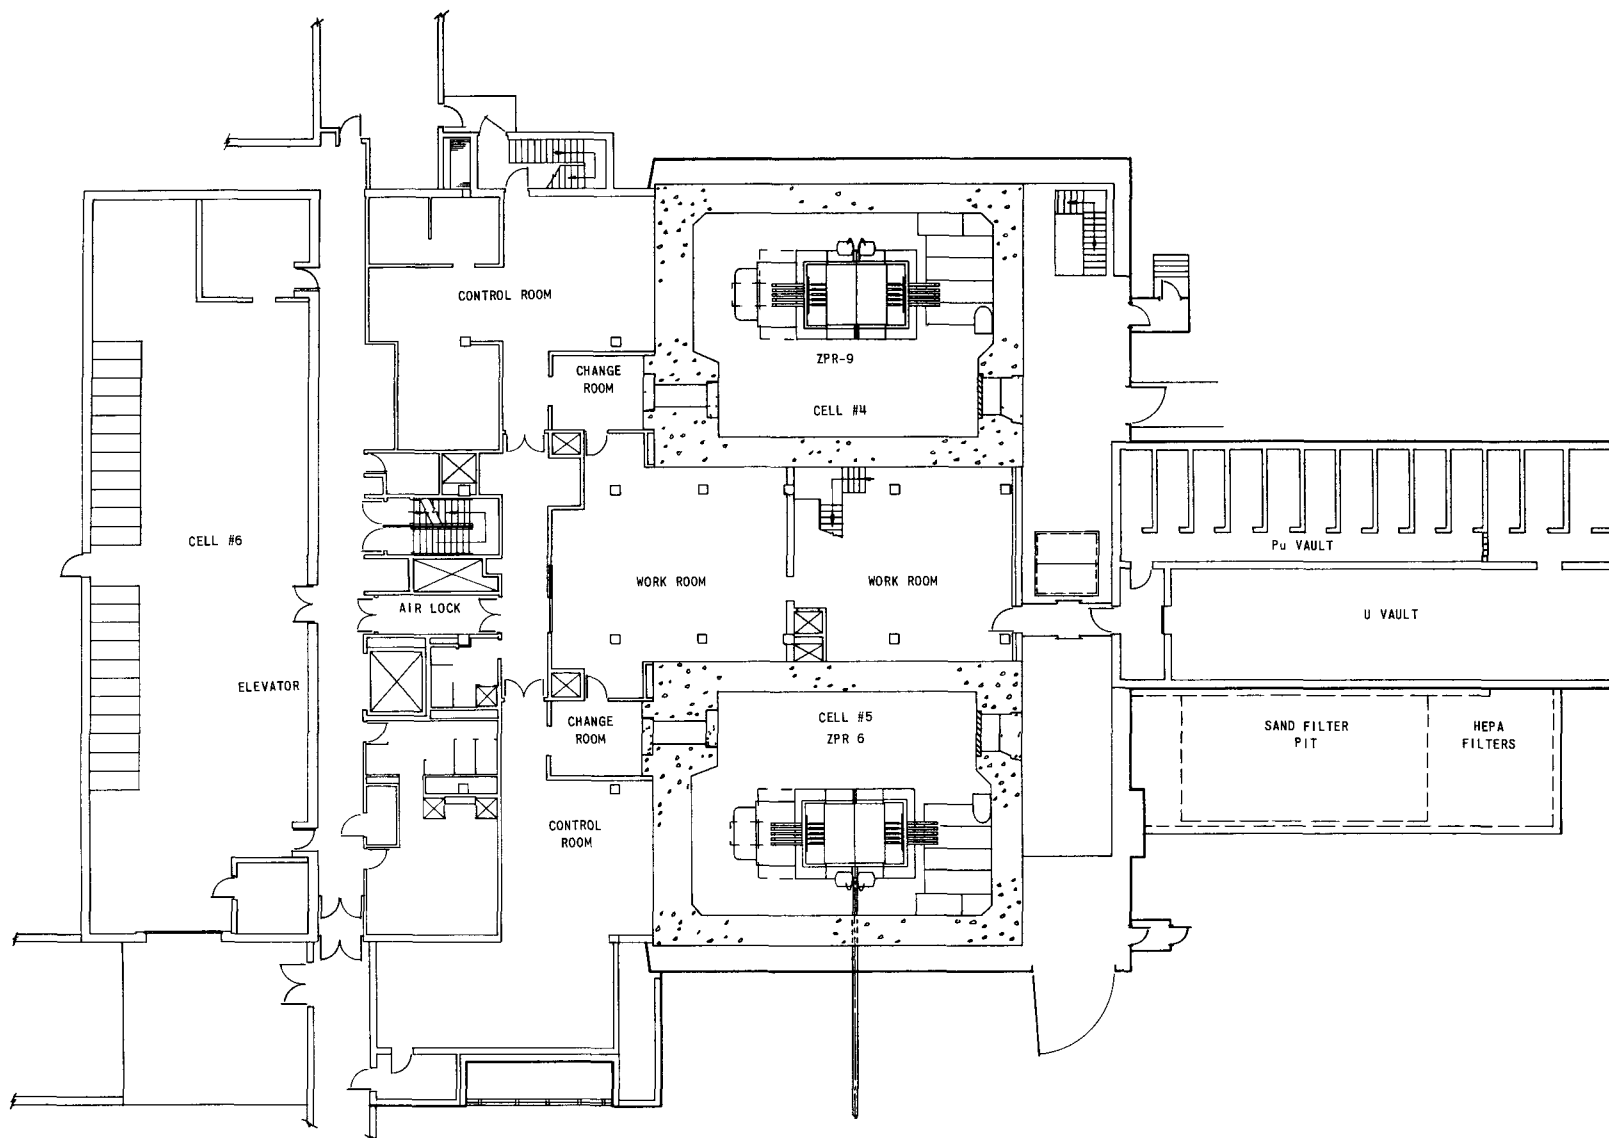 CONTROL ROOM
ZPR-9
CHANGE
ROOM
CELL #4
CELL #6
Pu VAULT
WORK ROOM
WORK ROOM
AIR LOCK
U VAULT
ELEVATOR
CHANGE
ROOM
CELL #5
ZPR 6
SAND FILTER
PIT
HEPA
FILTERS
CONTROL
ROOM